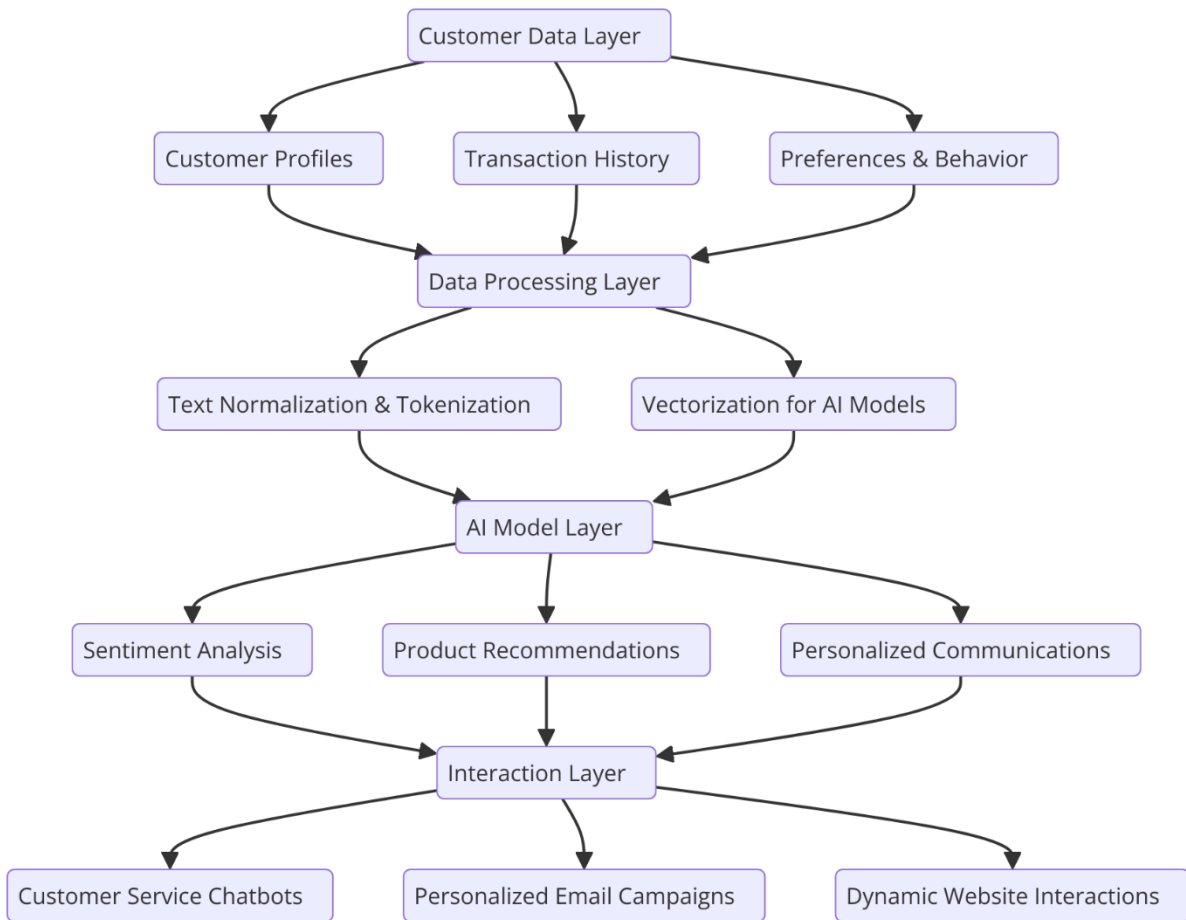 Customer Data Layer
Customer Profiles
Transaction History
Preferences & Behavior
Data Processing Layer
Text Normalization & Tokenization
Vectorization for AI Models
AI Model Layer
Sentiment Analysis
Product Recommendations
Personalized Communications
Interaction Layer
Customer Service Chatbots
Personalized Email Campaigns
Dynamic Website Interactions